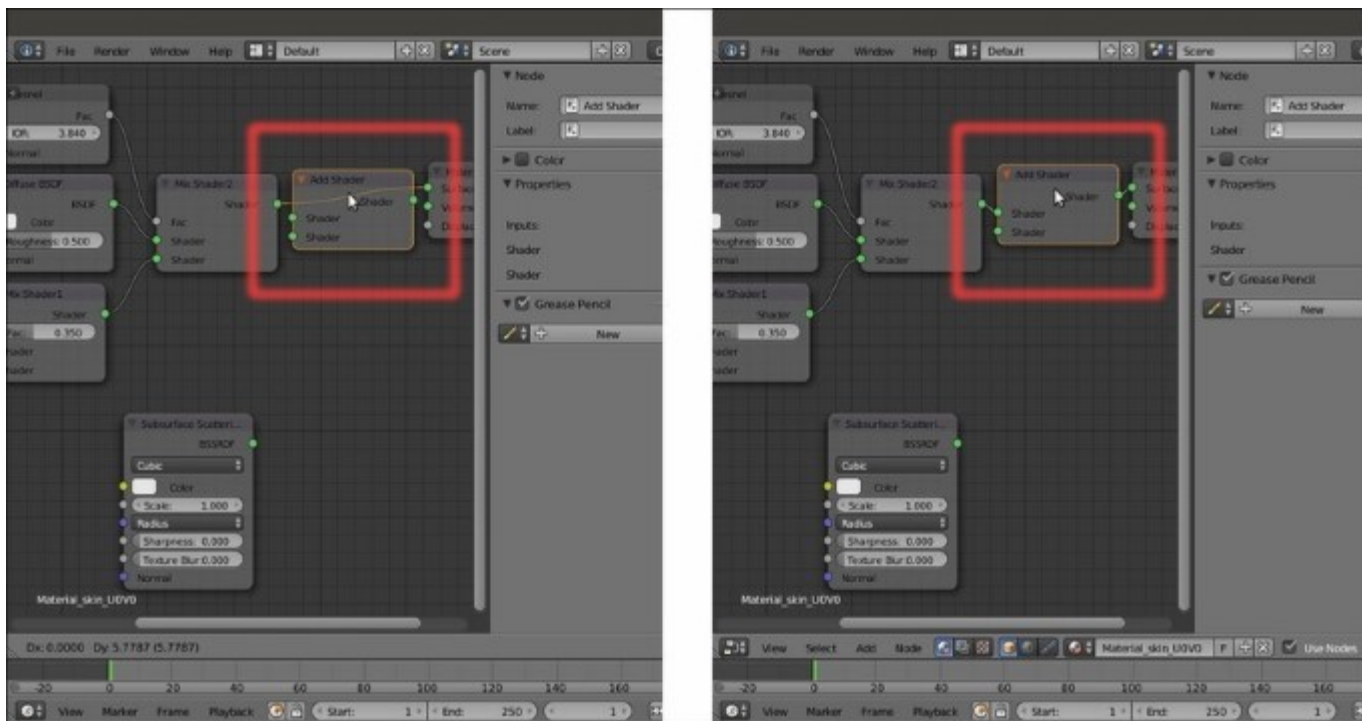 File Render Window Help Default Scene
Node
Fac
Name: Add Shader
IOR: 3.840
Label:
Normal
Color
Diffuse BSDF
Mix Shader2
Add Shader
Properties
BSDF
Shader
Shader
Color
Fac
Shader
Inputs:
Roughness: 0.500
Shader
Shader
Shader
Shader
Mix Shader1
Shader
Shader
Grease Pencil
Fac: 0.350
New
Subsurface Scatteri...
BSSRDF
Cubic
Color
Scale: 1.000
Radius
Sharpness: 0.000
Texture Blur:0.000
Normal
Material_skin_U0V0
Dx: 0.0000 Dy: 5.7787 (5.7787)
-20 0 20 40 60 80 100 120 140 160
View Marker Frame Playback Start: 1 End: 250 1
File Render Window Help Default Scene
Node
Fac
Name: Add Shader
IOR: 3.840
Label:
Normal
Color
Diffuse BSDF
Mix Shader2
Add Shader
Properties
BSDF
Shader
Shader
Color
Fac
Shader
Inputs:
Roughness: 0.500
Shader
Shader
Shader
Shader
Mix Shader1
Shader
Shader
Grease Pencil
Fac: 0.350
New
Subsurface Scatteri...
BSSRDF
Cubic
Color
Scale: 1.000
Radius
Sharpness: 0.000
Texture Blur:0.000
Normal
Material_skin_U0V0
View Select Add Node Material_skin_U0V0 F Use Nodes
-20 0 20 40 60 80 100 120 140 160
View Marker Frame Playback Start: 1 End: 250 1